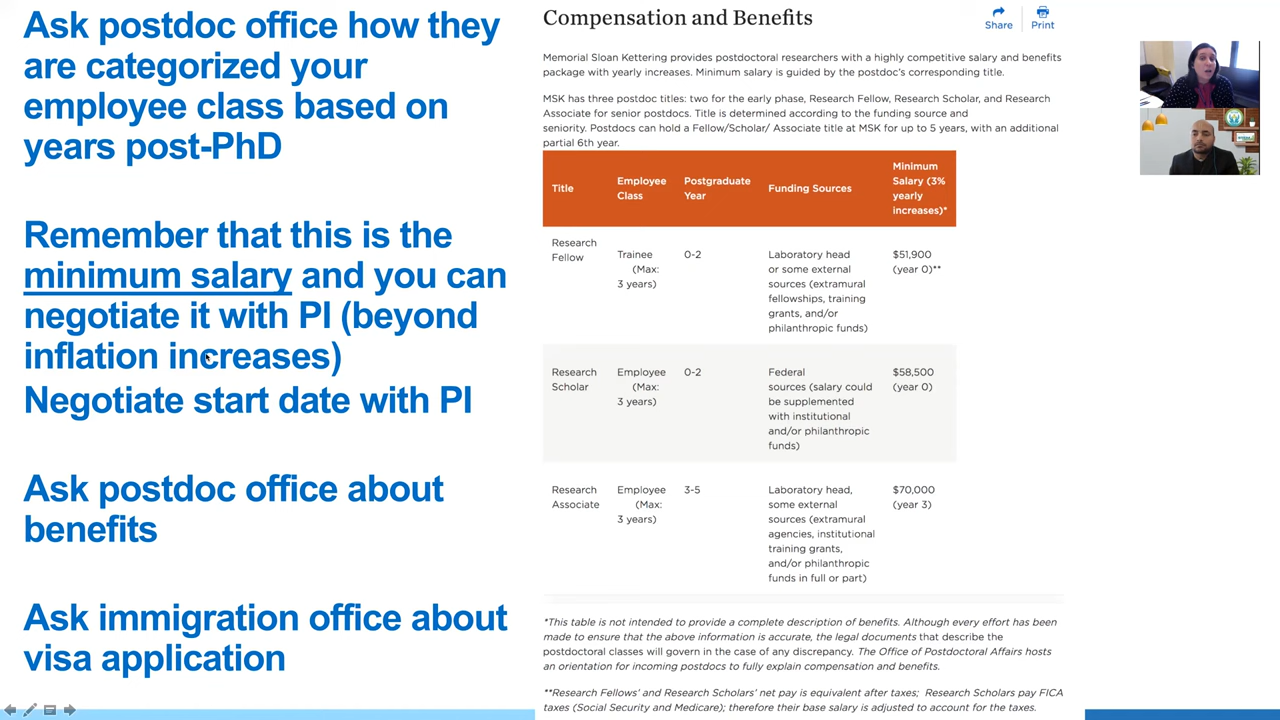 Ask postdoc office how they
are categorized your
employee class based on
years post-PhD
Remember that this is the
minimum salary and you can
negotiate it with PI (beyond
inflation increases)
Negotiate start date with PI
Ask postdoc office about
benefits
Ask immigration office about
visa application
Compensation and Benefits
Share
Print
Memorial Sloan Kettering provides postdoctoral researchers with a highly competitive salary and benefits
package with yearly increases. Minimum salary is guided by the postdoc's corresponding title.
MSK has three postdoc titles: two for the early phase, Research Fellow, Research Scholar, and Research
Associate for senior postdocs. Title is determined according to the funding source and
seniority. Postdocs can hold a Fellow/Scholar/ Associate title at MSK for up to 5 years, with an additional
partial 6th year.
Title
Employee
Class
Postgraduate
Year
Funding Sources
Minimum
Salary (3%
yearly
increases)*
Research
Fellow
Trainee
(Max:
3 years)
0-2
Laboratory head
or some external
sources (extramural
fellowships, training
grants, and/or
philanthropic funds)
$51,900
(year 0)**
Research
Scholar
Employee
(Max:
3 years)
0-2
Federal
sources (salary could
be supplemented
with institutional
and/or philanthropic
funds)
$58,500
(year 0)
Research
Associate
Employee
(Max:
3 years)
3-5
Laboratory head,
some external
sources (extramural
agencies, institutional
training grants,
and/or philanthropic
funds in full or part)
$70,000
(year 3)
*This table is not intended to provide a complete description of benefits. Although every effort has been
made to ensure that the above information is accurate, the legal documents that describe the
postdoctoral classes will govern in the case of any discrepancy. The Office of Postdoctoral Affairs hosts
an orientation for incoming postdocs to fully explain compensation and benefits.
**Research Fellows' and Research Scholars' net pay is equivalent after taxes;  Research Scholars pay FICA
taxes (Social Security and Medicare); therefore their base salary is adjusted to account for the taxes.